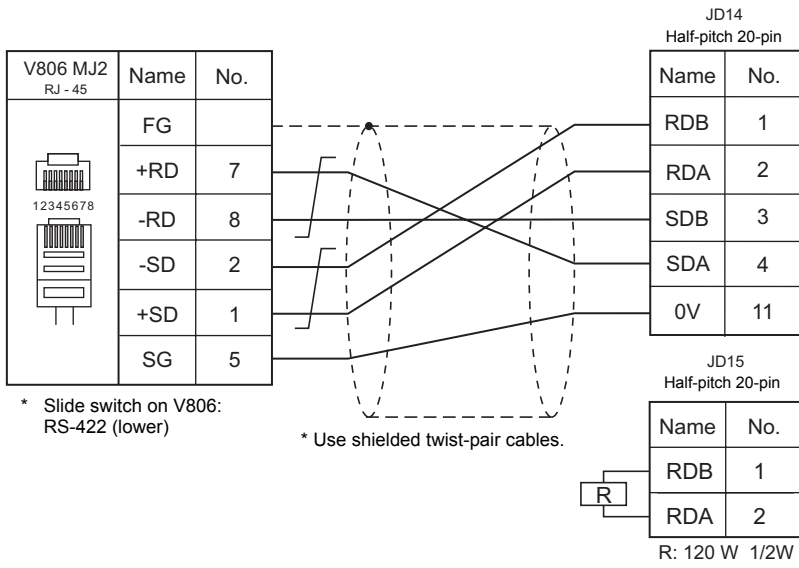 JD14
Half-pitch 20-pin
V806 MJ2 Name No.
RJ - 45
FG
+RD 7
-RD 8
-SD 2
+SD 1
SG 5
12345678
Name No.
RDB 1
RDA 2
SDB 3
SDA 4
0V 11
* Slide switch on V806:
RS-422 (lower)
* Use shielded twist-pair cables.
JD15
Half-pitch 20-pin
Name No.
RDB 1
RDA 2
R
R: 120 W 1/2W